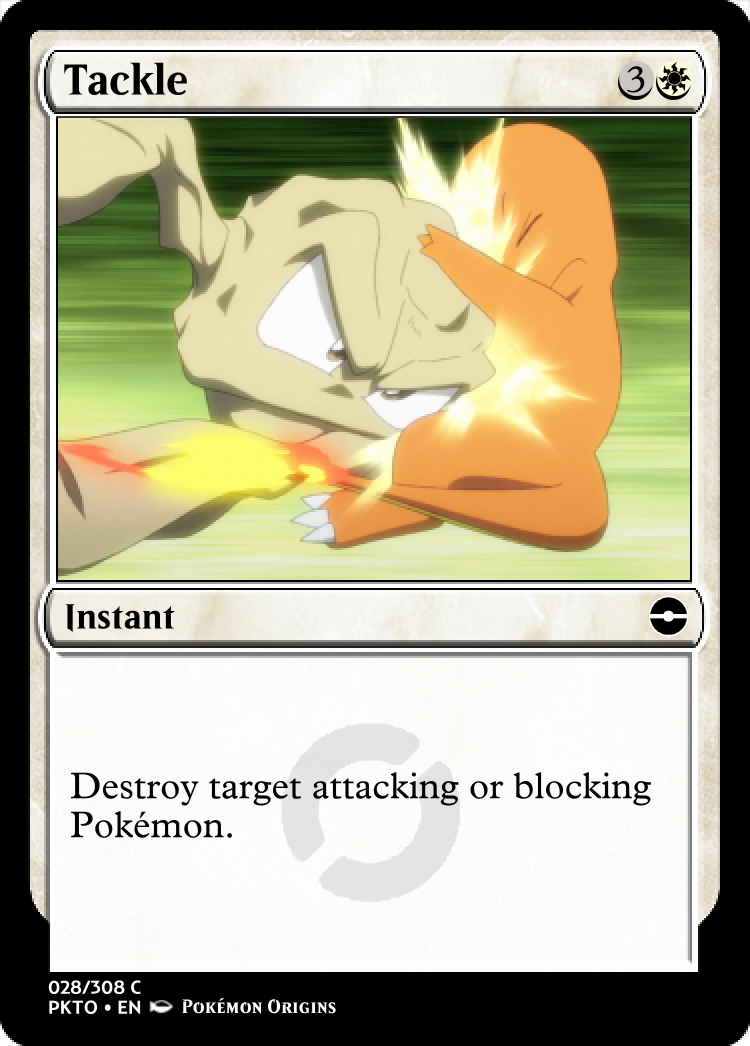 Tackle 3
Instant
Destroy target attacking or blocking
Pokémon.
028/308 C
PKTO • EN Pokémon Origins